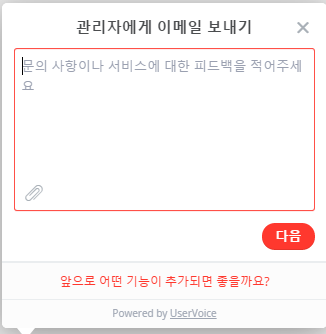 관리자에게 이메일 보내기
문의 사항이나 서비스에 대한 피드백을 적어주세
요
다음
앞으로 어떤 기능이 추가되면 좋을까요?
Powered by UserVoice